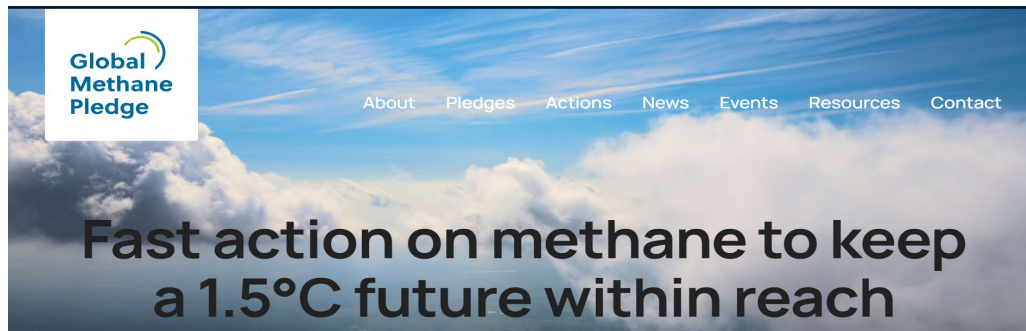 Global
Methane
Pledge
About Pledges Actions News Events Resources Contact
Fast action on methane to keep
a 1.5°C future within reach